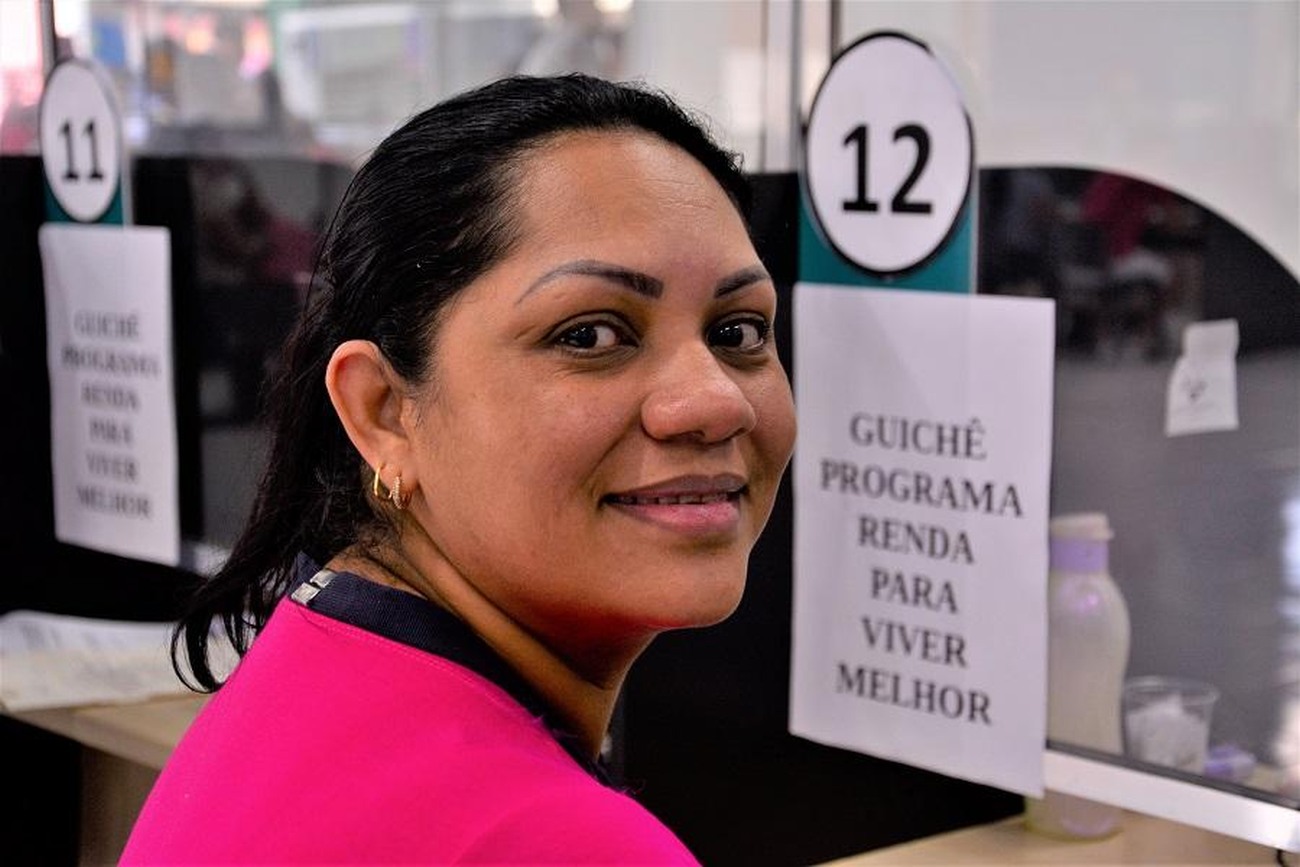 11
GUICHÊ
PROGRAMA
RENDA
PARA
VIVER
MELHOR
12
GUICHÊ
PROGRAMA
RENDA
PARA
VIVER
MELHOR